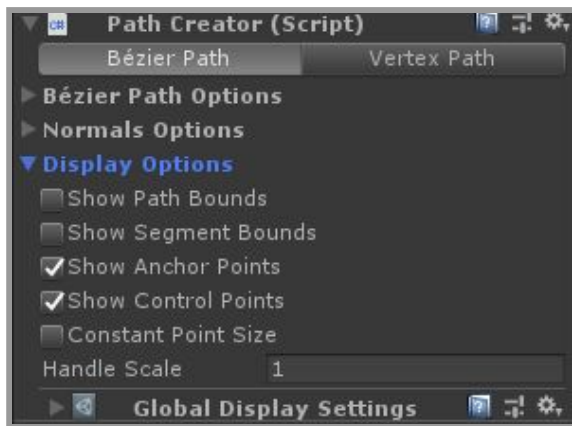 C# Path Creator (Script)
Bézier Path Vertex Path
Bézier Path Options
Normals Options
Display Options
Show Path Bounds
Show Segment Bounds
Show Anchor Points
Show Control Points
Constant Point Size
Handle Scale 1
Global Display Settings